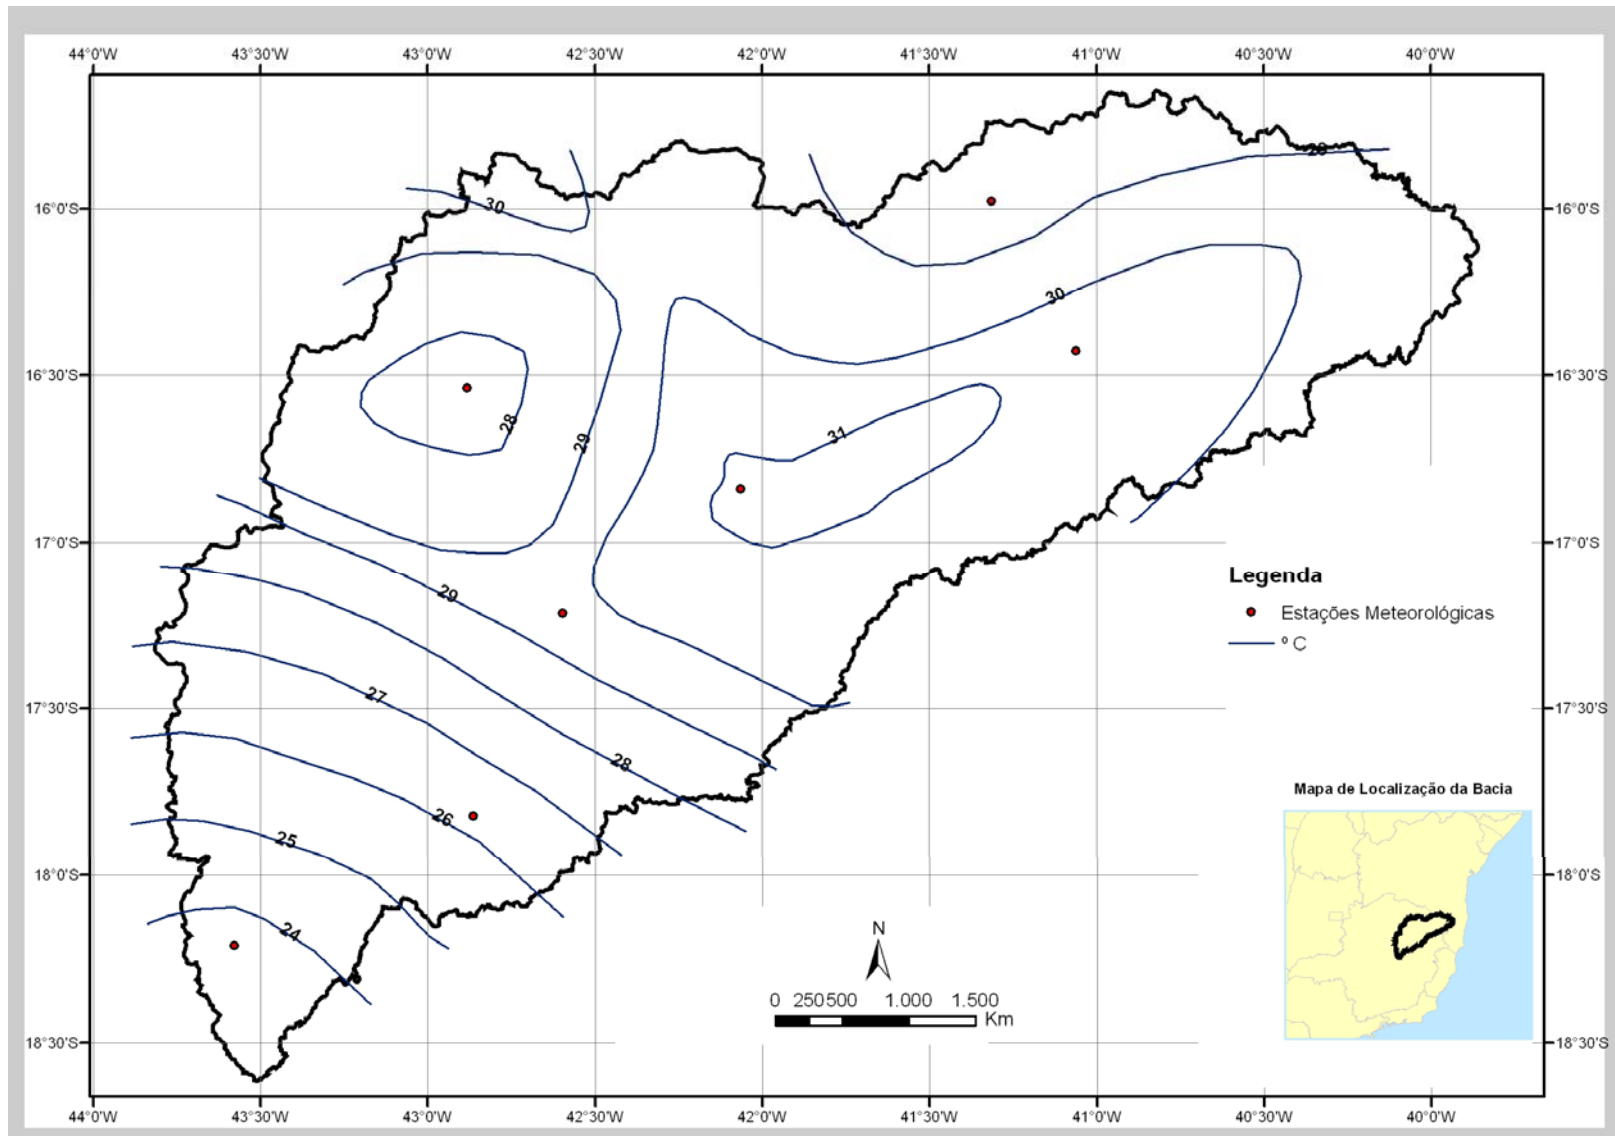 44°0'W 43°30'W 43°0'W 42°30'W 42°0'W 41°30'W 41°0'W 40°30'W 40°0'W
16°0'S 16°0'S
16°30'S 16°30'S
17°0'S 17°0'S
17°30'S 17°30'S
18°0'S 18°0'S
18°30'S 18°30'S
30
30
28
29
31
29
27
28
26
25
24
Legenda
Estações Meteorológicas
º C
Mapa de Localização da Bacia
N
0 250 500 1.000 1.500
Km
44°0'W 43°30'W 43°0'W 42°30'W 42°0'W 41°30'W 41°0'W 40°30'W 40°0'W